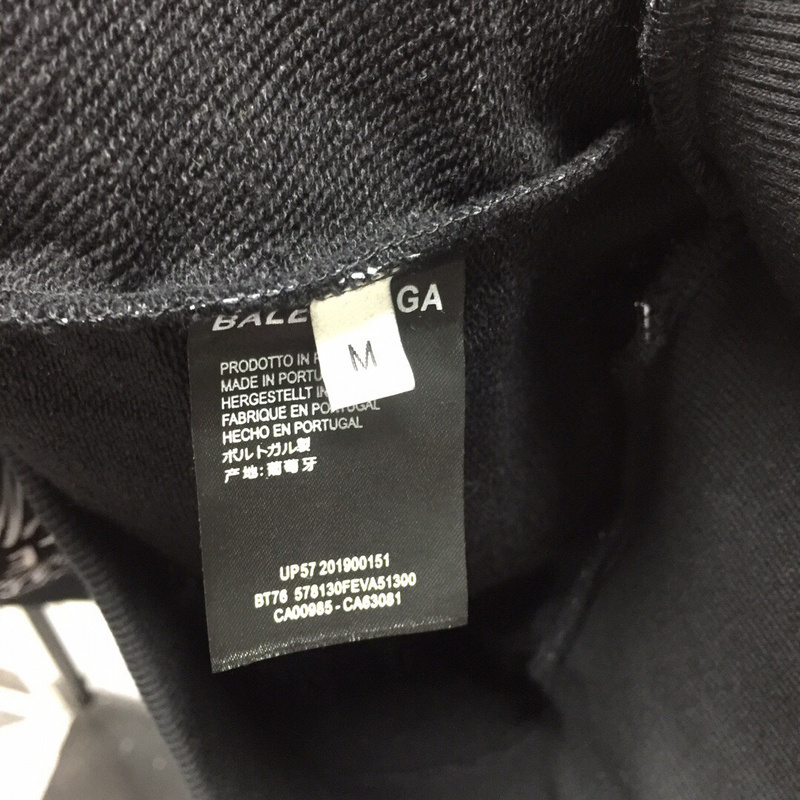 BALE GA
M
PRODOTTO IN
MADE IN PORTU
HERGESTELLT IN
FABRIQUE EN PORTUGAL
HECHO EN PORTUGAL
ポルトガル製
产地:葡萄牙
UP57 201900151
BT76 578130FEVA51300
CA00985 - CA63081